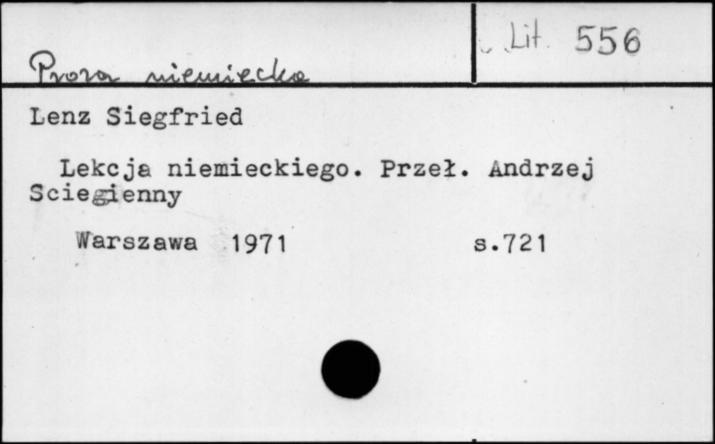 Lit. 556
Proza niemiecka
Lenz Siegfried
Lekcja niemieckiego. Przeł. Andrzej
Sciegienny
Warszawa 1971 s.721